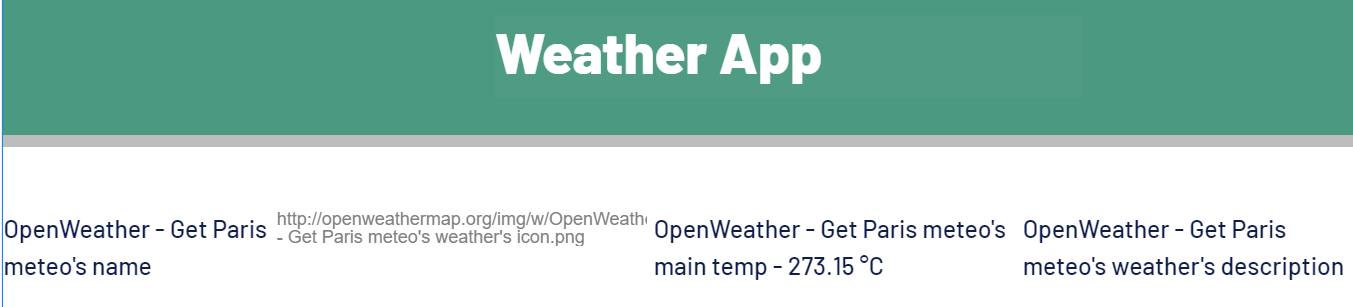 Weather App
OpenWeather - Get Paris
meteo's name
http://openweathermap.org/img/w/OpenWeath
- Get Paris meteo's weather's icon.png
OpenWeather - Get Paris meteo's
main temp - 273.15 °C
OpenWeather - Get Paris
meteo's weather's description